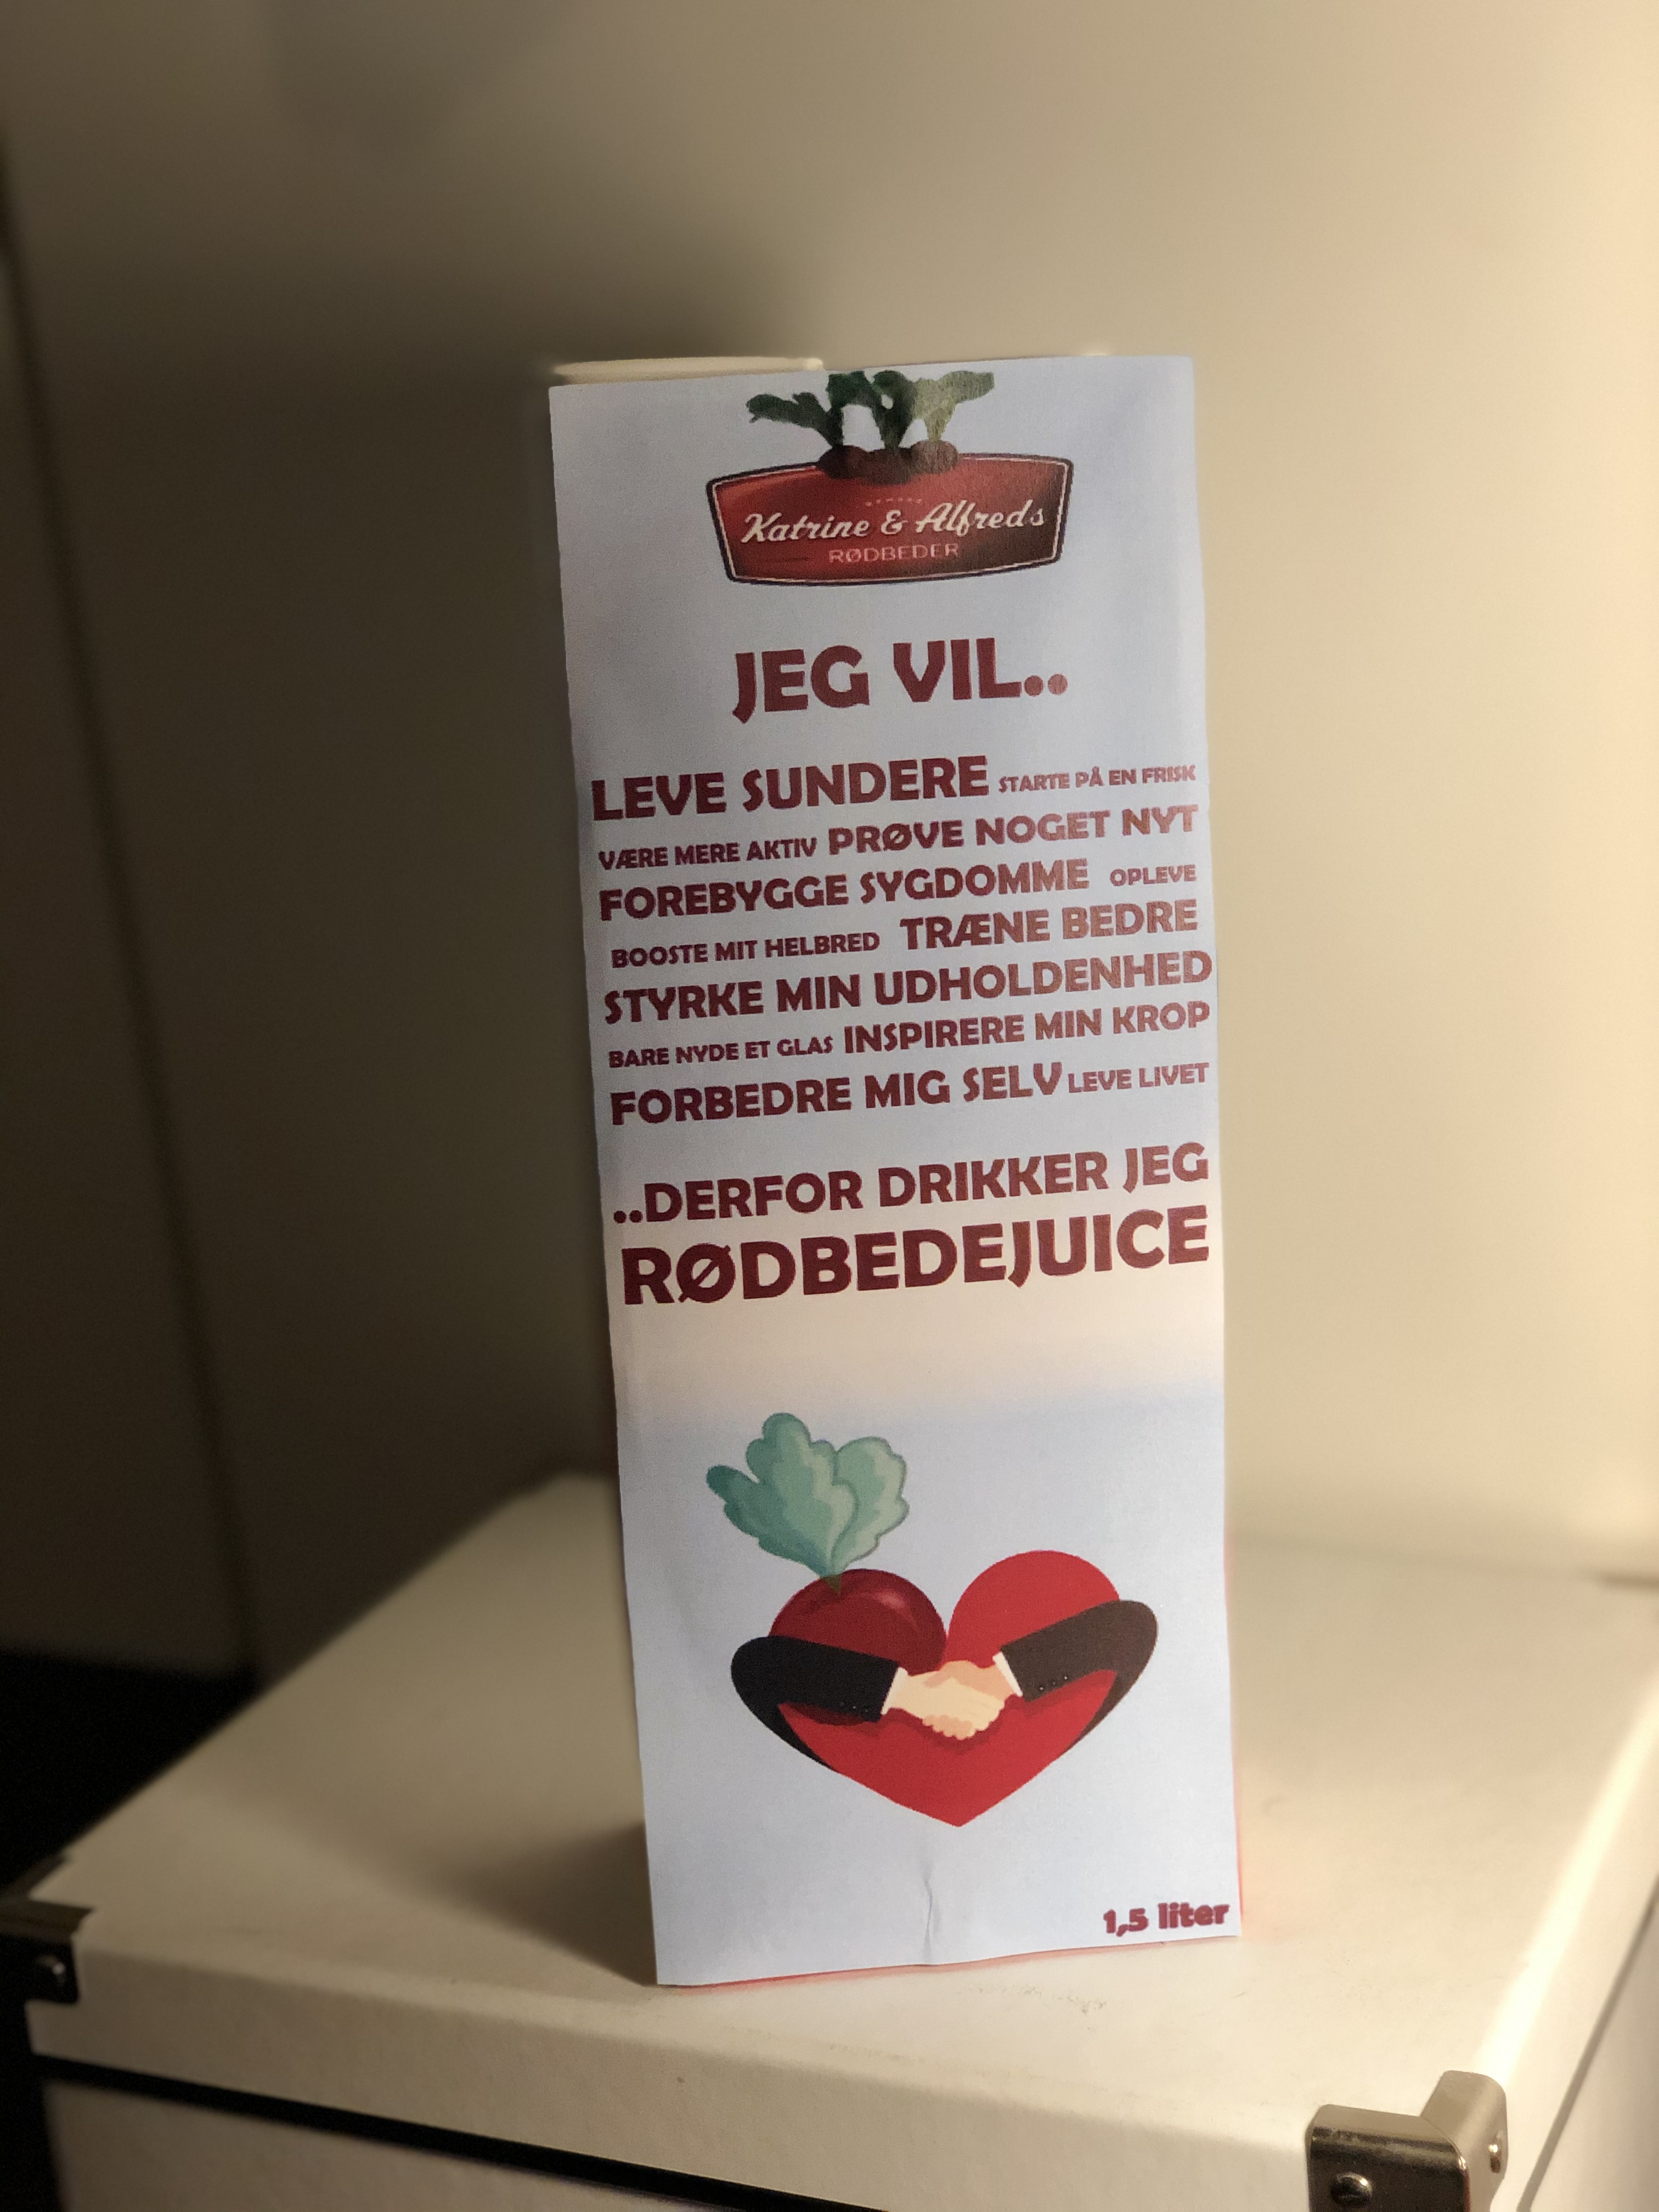 Katrine & Alfreds
RØDBEDER
JEG VIL..
LEVE SUNDERE STARTE PÅ EN FRISK
VÆRE MERE AKTIV PRØVE NOGET NYT
FOREBYGGE SYGDOMME OPLEVE
BOOSTE MIT HELBRED TRÆNE BEDRE
STYRKE MIN UDHOLDENHED
BARE NYDE ET GLAS INSPIRERE MIN KROP
FORBEDRE MIG SELV LEVE LIVET
..DERFOR DRIKKER JEG
RØDBEDEJUICE
1,5 liter